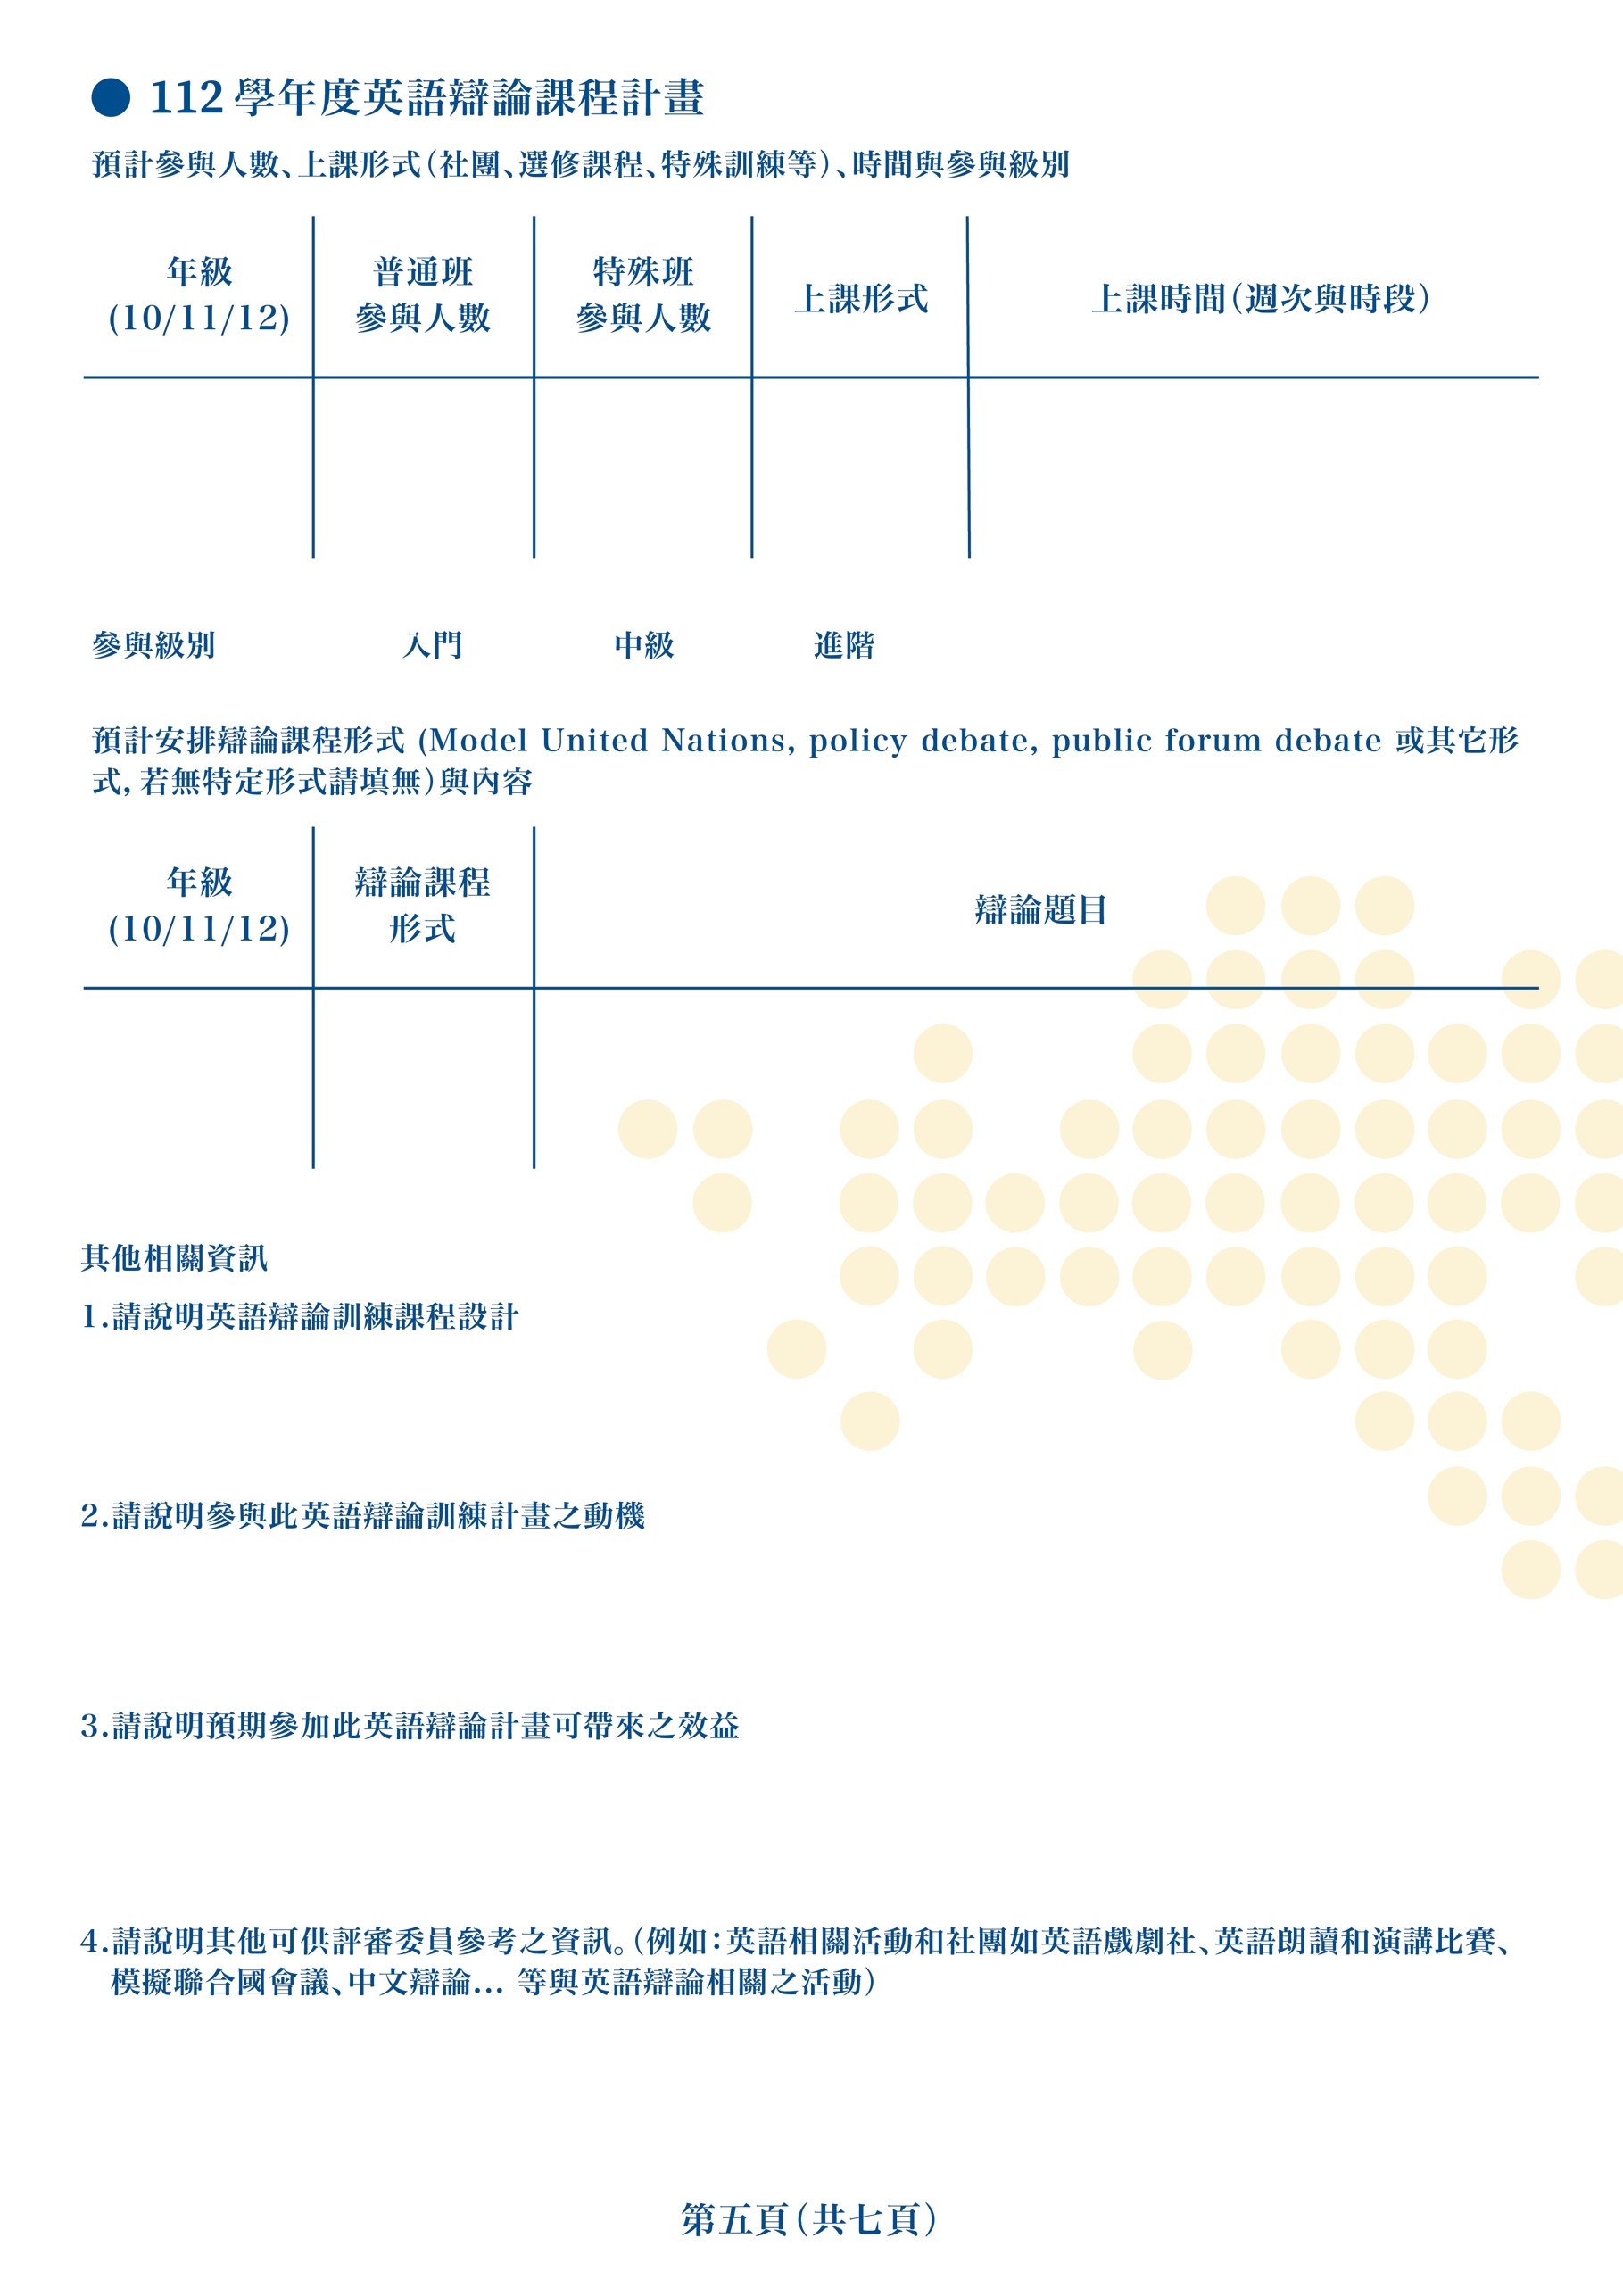 112 學年度英語辯論課程計畫
預計參與人數、上課形式（社團、選修課程、特殊訓練等）、時間與參與級別
年級
(10/11/12)
普通班
參與人數
特殊班
參與人數
上課形式
上課時間（週次與時段）
參與級別 入門 中級 進階
預計安排辯論課程形式 (Model United Nations, policy debate, public forum debate 或其它形
式，若無特定形式請填無）與內容
年級
(10/11/12)
辯論課程
形式
辯論題目
其他相關資訊
1.請說明英語辯論訓練課程設計
2.請說明參與此英語辯論訓練計畫之動機
3.請說明預期參加此英語辯論計畫可帶來之效益
4.請說明其他可供評審委員參考之資訊。（例如：英語相關活動和社團如英語戲劇社、英語朗讀和演講比賽、
模擬聯合國會議、中文辯論... 等與英語辯論相關之活動）
第五頁（共七頁）